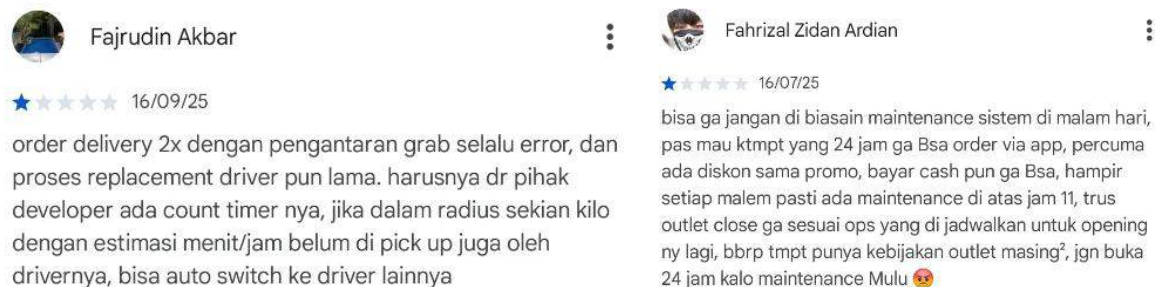 Fajrudin Akbar
16/09/25
order delivery 2x dengan pengantaran grab selalu error, dan
proses replacement driver pun lama. harusnya dr pihak
developer ada count timer nya, jika dalam radius sekian kilo
dengan estimasi menit/jam belum di pick up juga oleh
drivernya, bisa auto switch ke driver lainnya
Fahrizal Zidan Ardian
16/07/25
bisa ga jangan di biasain maintenance sistem di malam hari,
pas mau ktmpt yang 24 jam ga Bsa order via app, percuma
ada diskon sama promo, bayar cash pun ga Bsa, hampir
setiap malem pasti ada maintenance di atas jam 11, trus
outlet close ga sesuai ops yang di jadwalkan untuk opening
ny lagi, bbrp tmpt punya kebijakan outlet masing², jgn buka
24 jam kalo maintenance Mulu 😡